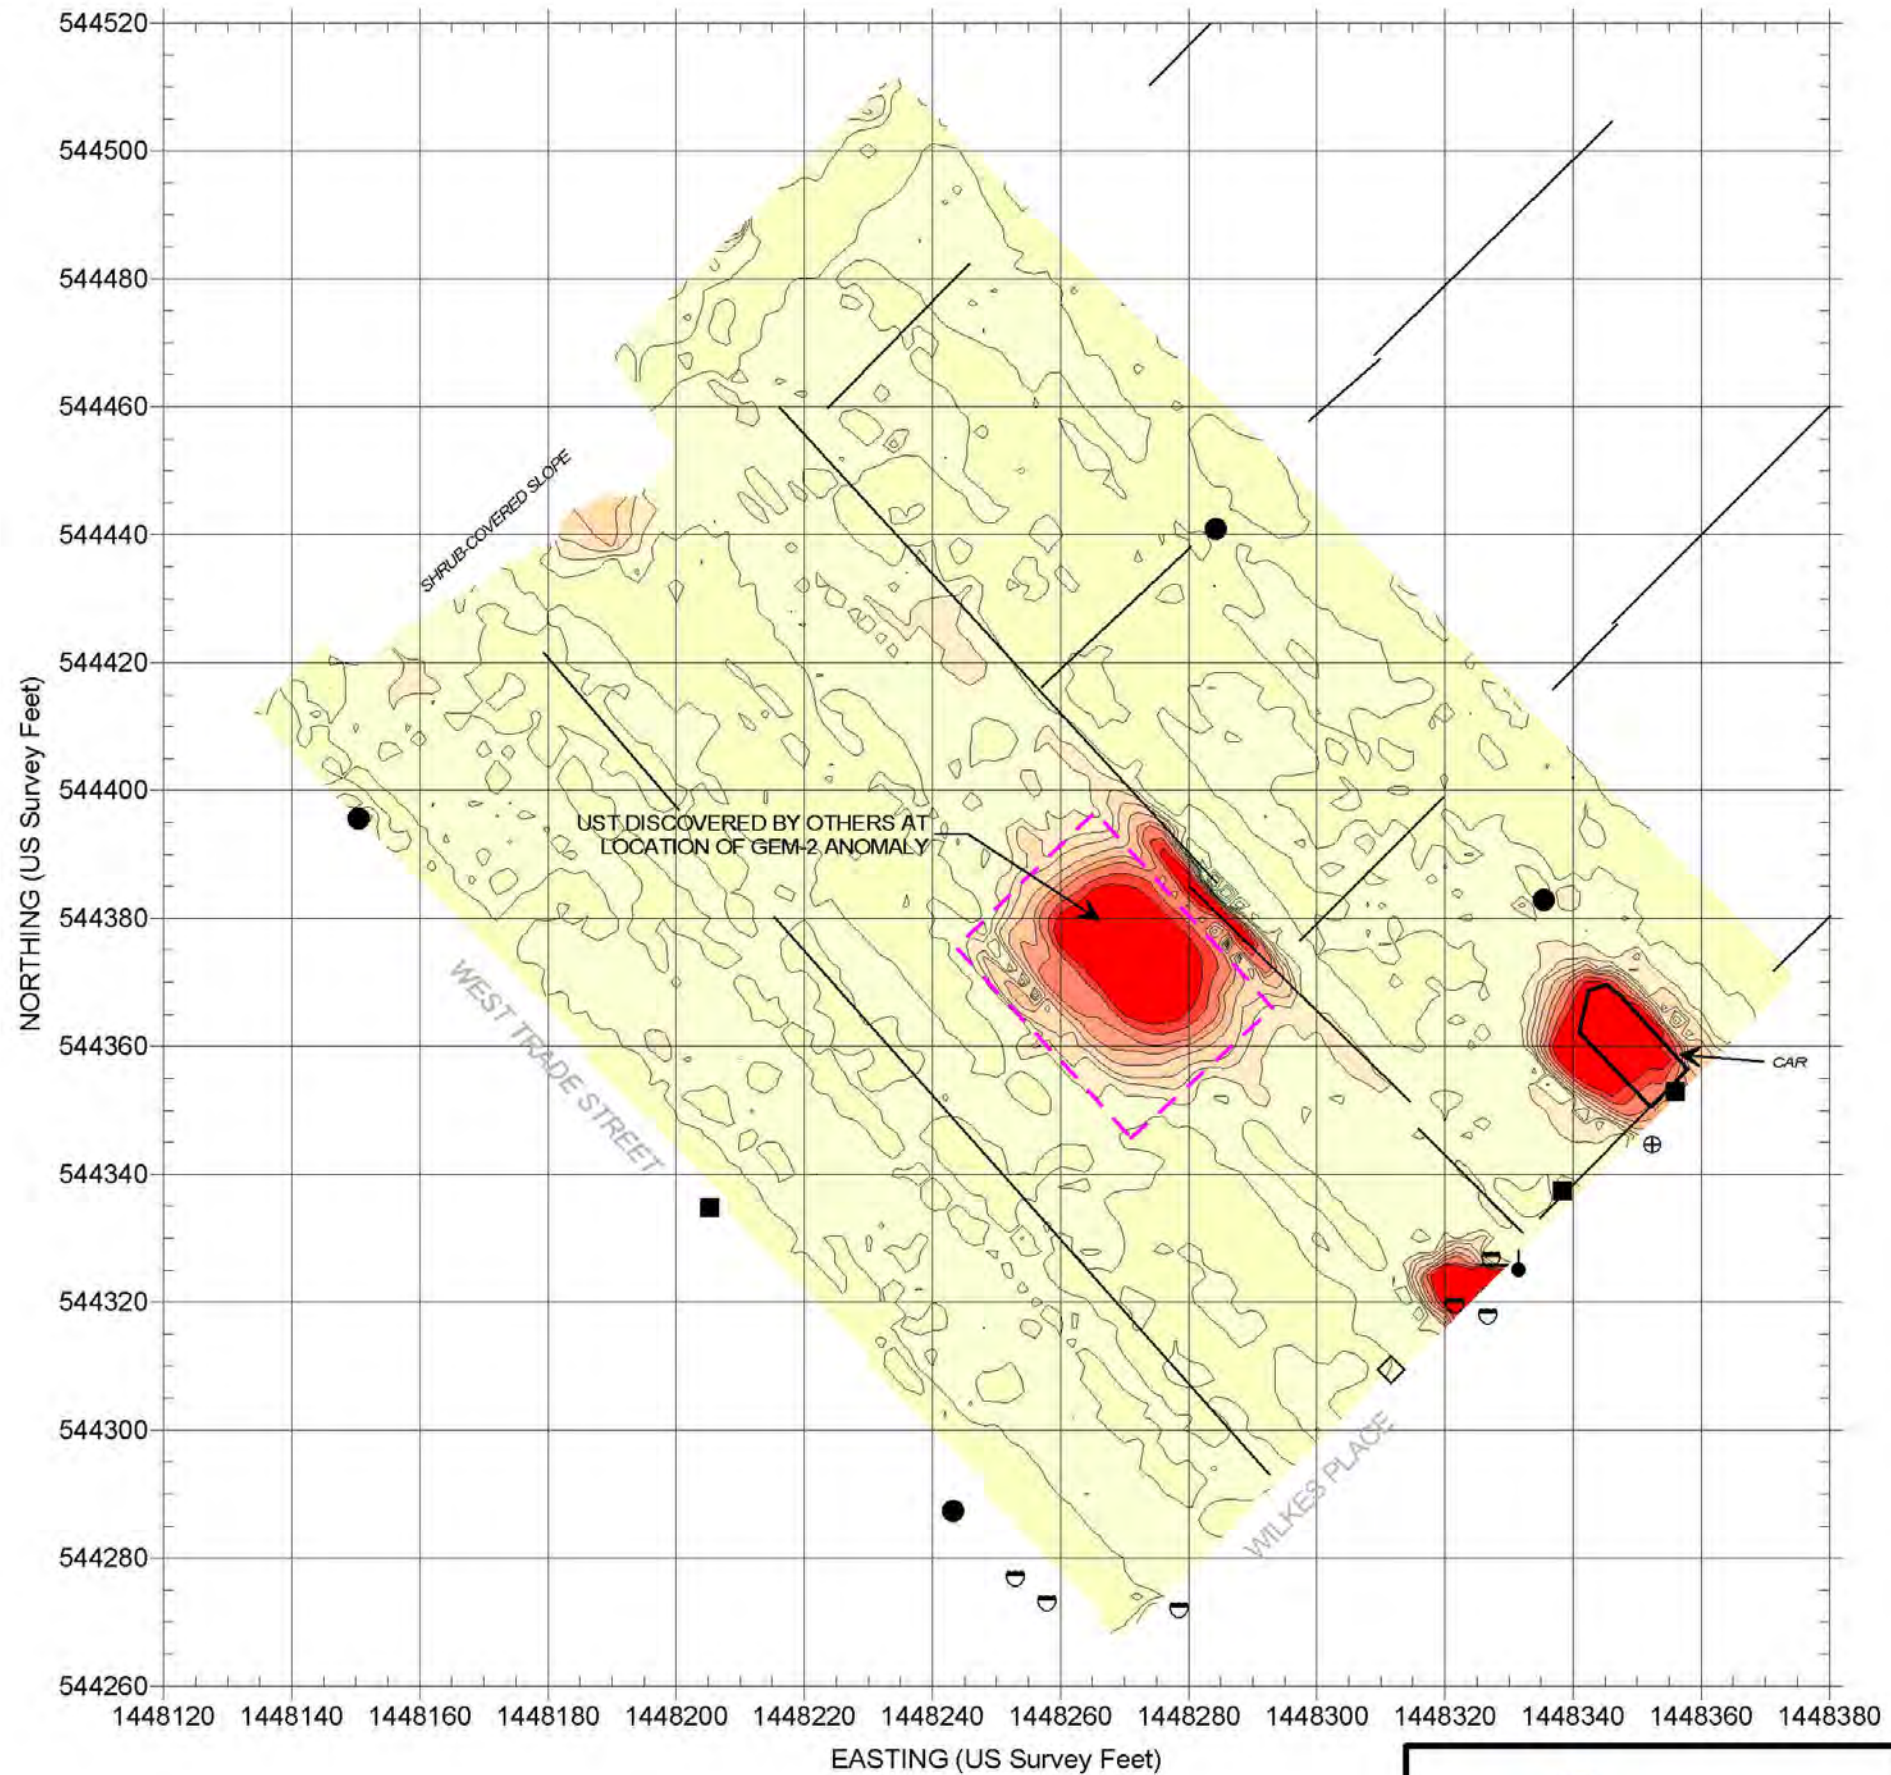 544520
544500
544480
544460
544440
544420
544400
544380
544360
544340
544320
544300
544280
544260
NORTHING (US Survey Feet)
SHRUB-COVERED SLOPE
UST DISCOVERED BY OTHERS AT
LOCATION OF GEM-2 ANOMALY
WEST TRADE STREET
CAR
WILKES PLACE
1448120 1448140 1448160 1448180 1448200 1448220 1448240 1448260 1448280 1448300 1448320 1448340 1448360 1448380
EASTING (US Survey Feet)